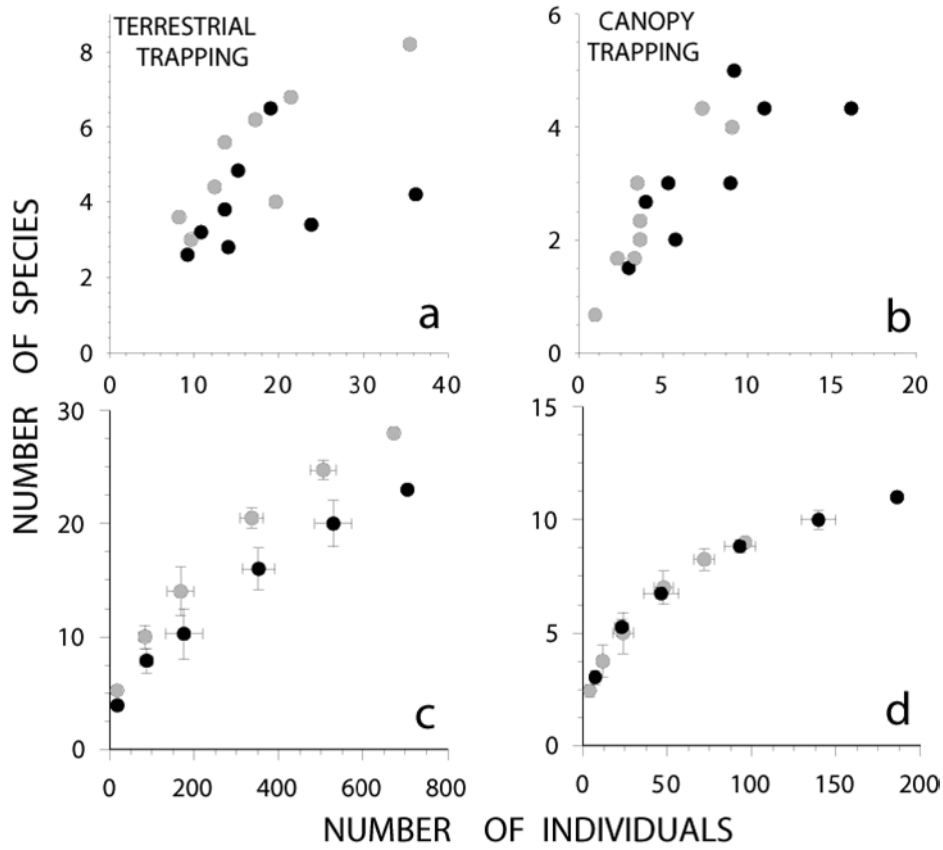 TERRESTRIAL
TRAPPING
8
6
4
2
0
a
0 10 20 30 40
CANOPY
TRAPPING
6
4
2
0
b
0 5 10 15 20
NUMBER OF SPECIES
30
20
10
0
c
0 200 400 600 800
15
10
5
0
d
0 50 100 150 200
NUMBER OF INDIVIDUALS